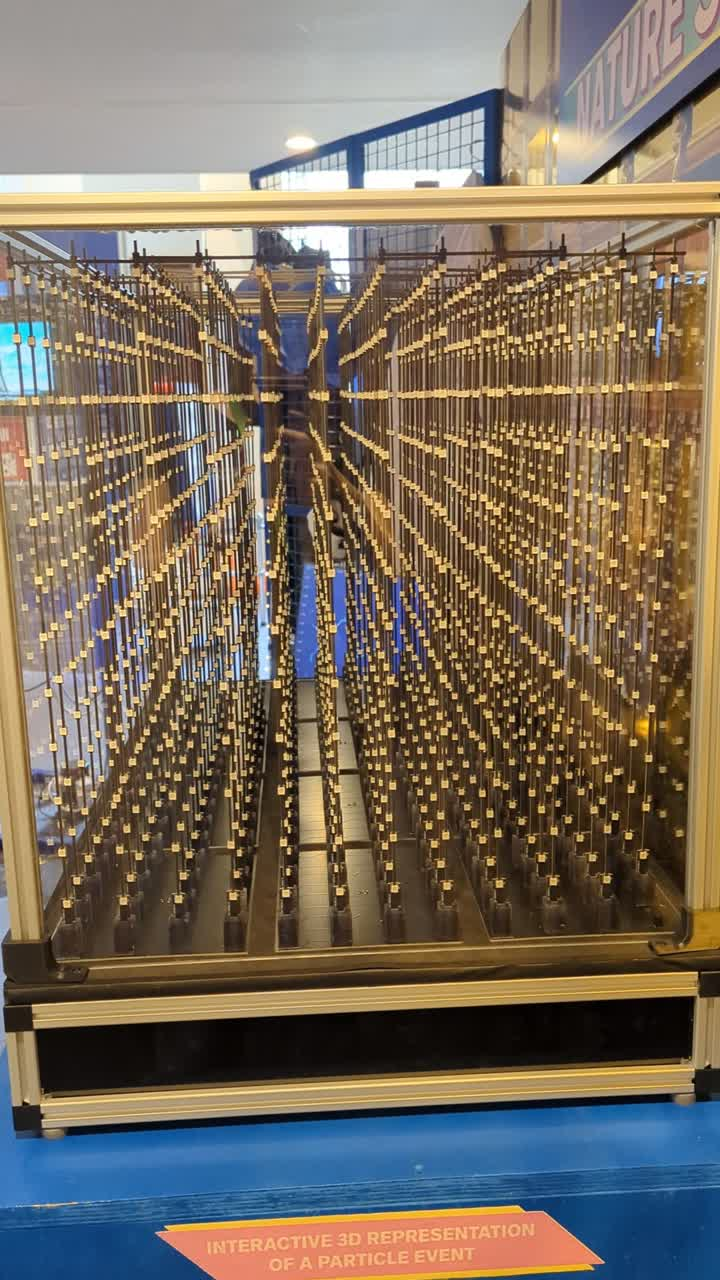 NATURE
INTERACTIVE 3D REPRESENTATION
OF A PARTICLE EVENT